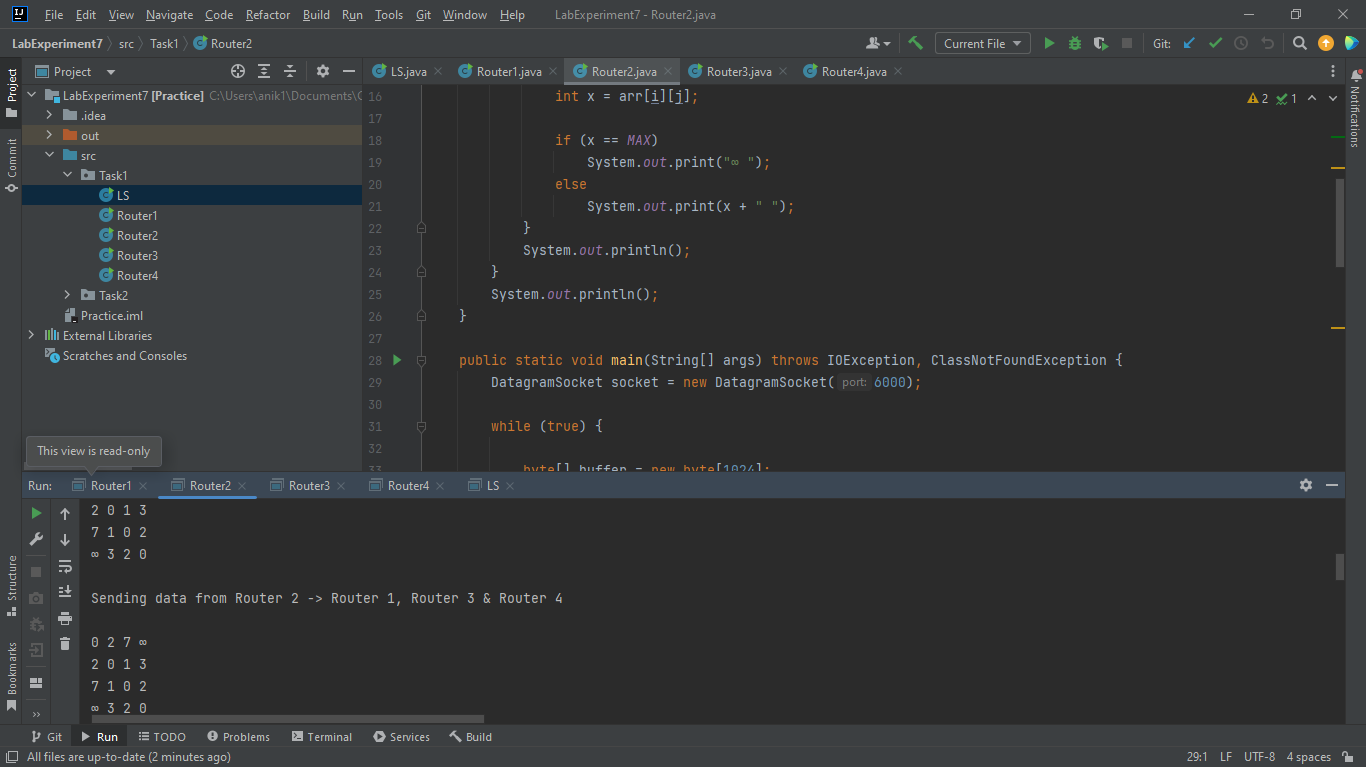 File Edit View Navigate Code Refactor Build Run Tools Git Window Help LabExperiment7 - Router2.java
LabExperiment7 src Task1 Router2 Current File Git:
Project
Commit
Structure
Bookmarks
Notifications
Project
LabExperiment7 [Practice] C:\Users\anik1\Documents\
.idea
out
src
Task1
LS
Router1
Router2
Router3
Router4
Task2
Practice.iml
External Libraries
Scratches and Consoles
This view is read-only
LS.java Router1.java Router2.java Router3.java Router4.java
2 1
16 int x = arr[i][j];
17
18 if (x == MAX)
19 System.out.print("∞ ");
20 else
21 System.out.print(x + " ");
22 }
23 System.out.println();
24 }
25 System.out.println();
26 }
27
28 public static void main(String[] args) throws IOException, ClassNotFoundException {
29 DatagramSocket socket = new DatagramSocket( port: 6000);
30
31 while (true) {
32
33 byte[] buffer = new byte[1024];
Run: Router1 Router2 Router3 Router4 LS
2 0 1 3
7 1 0 2
∞ 3 2 0
Sending data from Router 2 -> Router 1, Router 3 & Router 4
0 2 7 ∞
2 0 1 3
7 1 0 2
∞ 3 2 0
Git Run TODO Problems Terminal Services Build
All files are up-to-date (2 minutes ago) 29:1 LF UTF-8 4 spaces